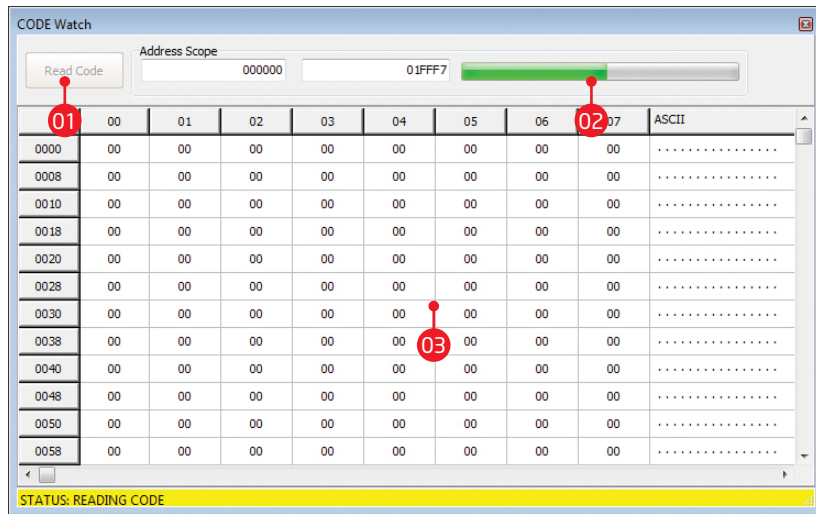 CODE Watch
Read Code
Address Scope
000000 01FFF7
01
02
00 01 02 03 04 05 06 07 ASCII
0000 00 00 00 00 00 00 00 00 ................
0008 00 00 00 00 00 00 00 00 ................
0010 00 00 00 00 00 00 00 00 ................
0018 00 00 00 00 00 00 00 00 ................
0020 00 00 00 00 00 00 00 00 ................
0028 00 00 00 00 00 00 00 00 ................
0030 00 00 00 00 00 00 00 00 ................
03
0038 00 00 00 00 00 00 00 00 ................
0040 00 00 00 00 00 00 00 00 ................
0048 00 00 00 00 00 00 00 00 ................
0050 00 00 00 00 00 00 00 00 ................
0058 00 00 00 00 00 00 00 00 ................
STATUS: READING CODE